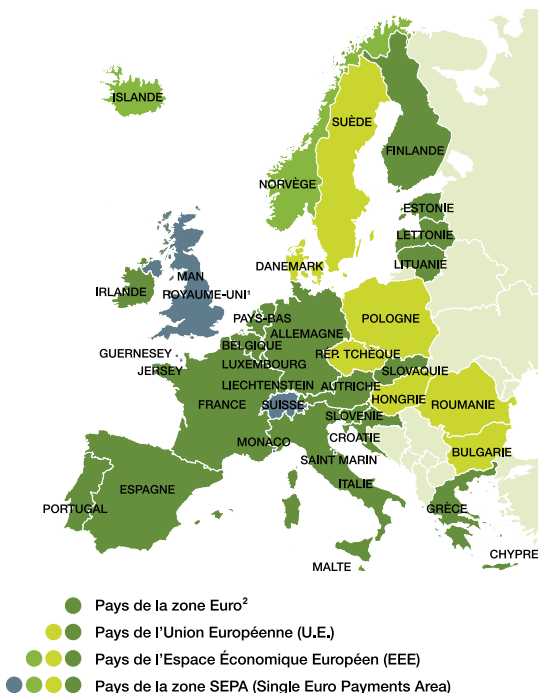 ISLANDE
SUÈDE
FINLANDE
NORVÈGE
ESTONIE
LETTONIE
LITUANIE
DANEMARK
MAN
IRLANDE
ROYAUME-UNI¹
PAYS-BAS
POLOGNE
ALLEMAGNE
BELGIQUE
GUERNESEY
RÉP. TCHÈQUE
JERSEY
LUXEMBOURG
SLOVAQUIE
LIECHTENSTEIN
AUTRICHE
FRANCE
SUISSE
HONGRIE
ROUMANIE
SLOVENIE
MONACO
CROATIE
BULGARIE
SAINT MARIN
ESPAGNE
ITALIE
PORTUGAL
GRÈCE
CHYPRE
MALTE
Pays de la zone Euro²
Pays de l'Union Européenne (U.E.)
Pays de l'Espace Économique Européen (EEE)
Pays de la zone SEPA (Single Euro Payments Area)